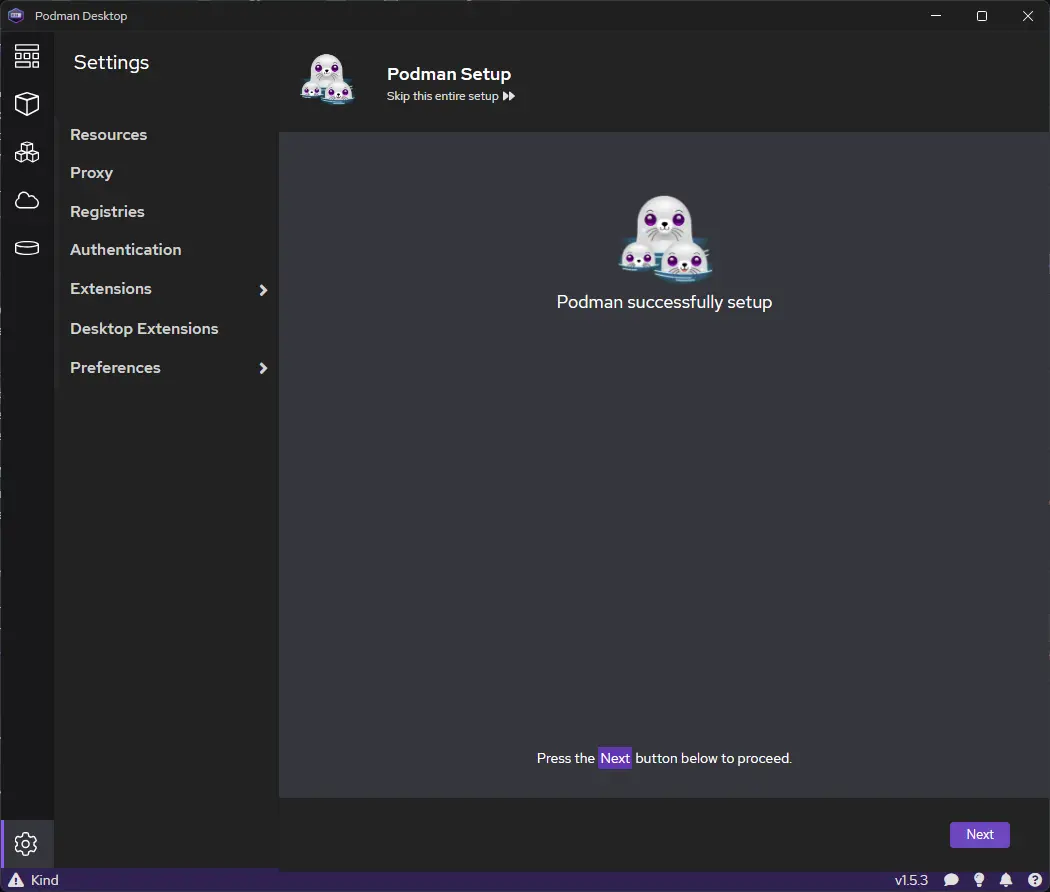 Podman Desktop
Settings
Resources
Proxy
Registries
Authentication
Extensions
Desktop Extensions
Preferences
Podman Setup
Skip this entire setup
Podman successfully setup
Press the Next button below to proceed.
Next
Kind
v1.5.3